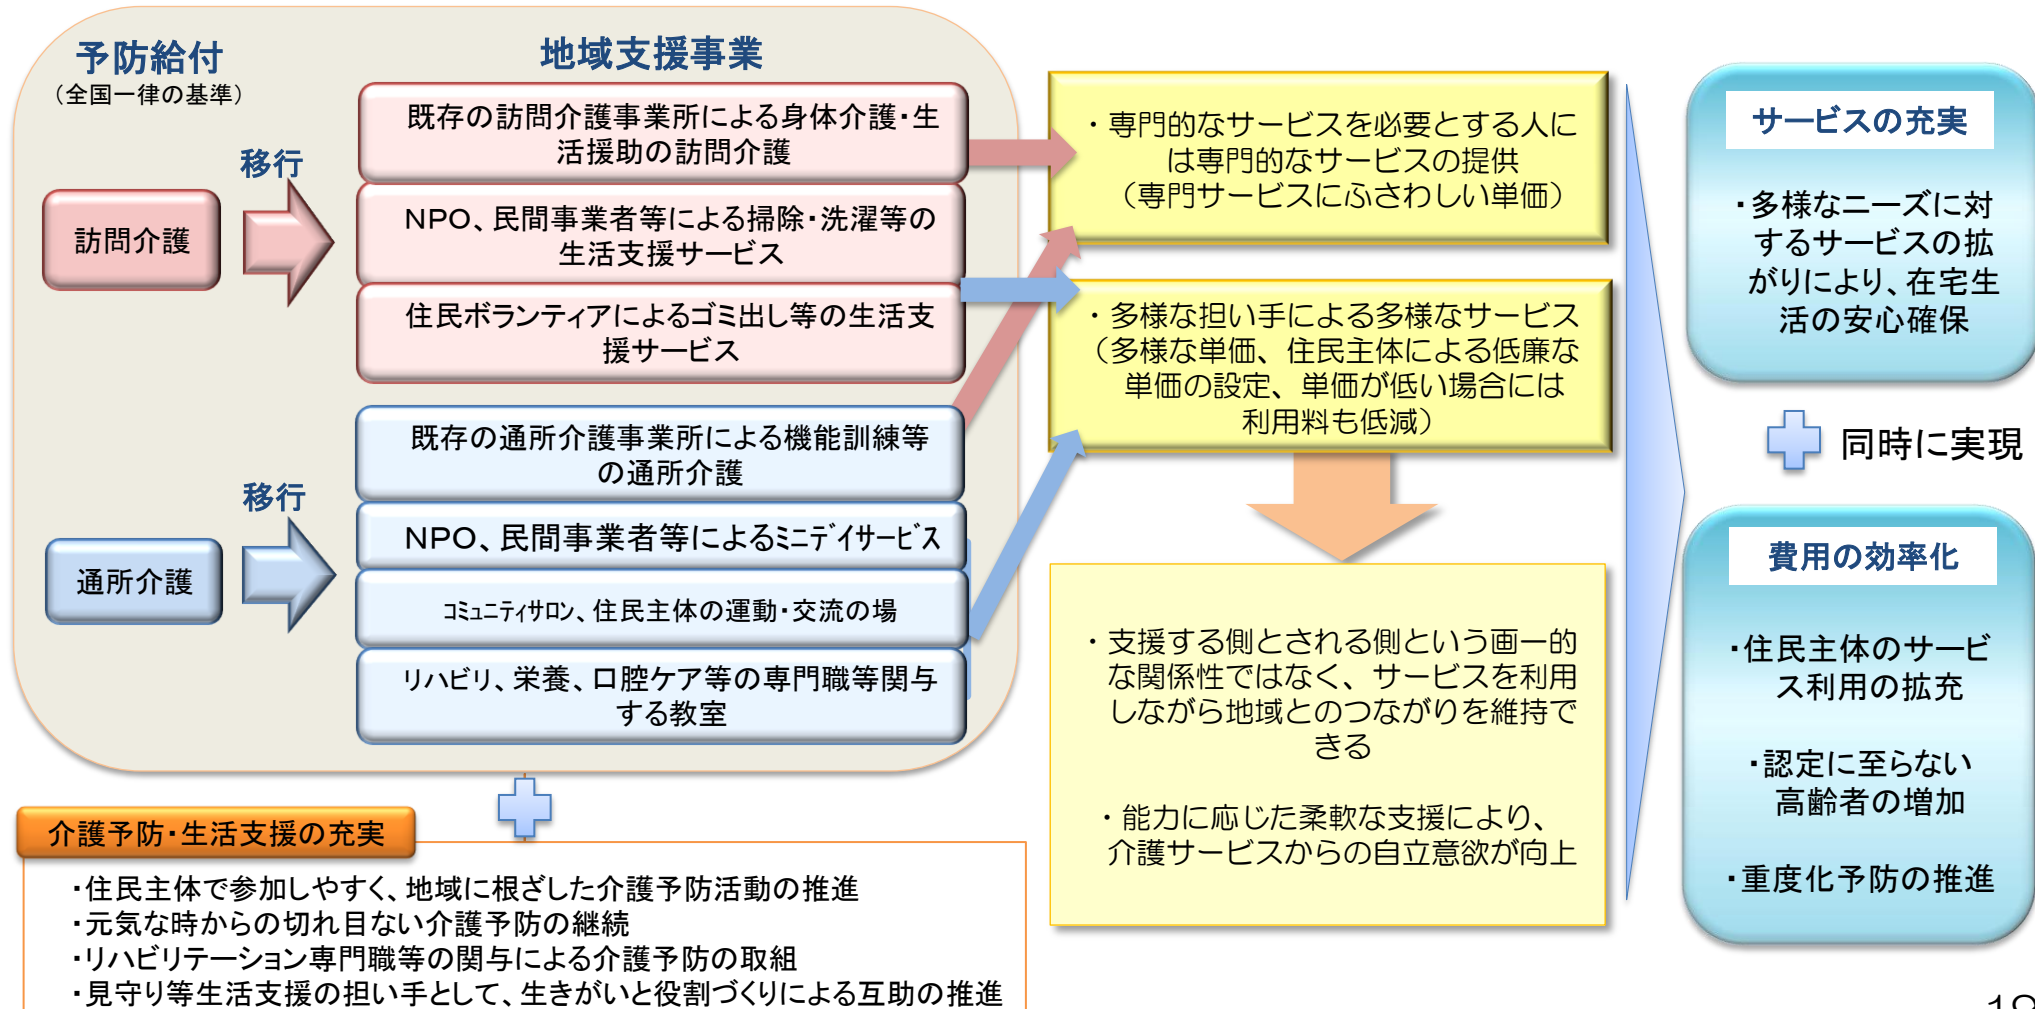 予防給付
（全国一律の基準）
地域支援事業
移行
訪問介護
既存の訪問介護事業所による身体介護・生
活援助の訪問介護
ＮＰＯ、民間事業者等による掃除・洗濯等の
生活支援サービス
住民ボランティアによるゴミ出し等の生活支
援サービス
移行
通所介護
既存の通所介護事業所による機能訓練等
の通所介護
ＮＰＯ、民間事業者等によるﾐﾆﾃﾞｲｻｰﾋﾞｽ
ｺﾐｭﾆﾃｨｻﾛﾝ、住民主体の運動・交流の場
リハビリ、栄養、口腔ケア等の専門職等関与
する教室
・専門的なサービスを必要とする人に
は専門的なサービスの提供
（専門サービスにふさわしい単価）
・多様な担い手による多様なサービス
（多様な単価、住民主体による低廉な
単価の設定、単価が低い場合には
利用料も低減）
・支援する側とされる側という画一的
な関係性ではなく、サービスを利用
しながら地域とのつながりを維持で
きる
・能力に応じた柔軟な支援により、
介護サービスからの自立意欲が向上
サービスの充実
・多様なニーズに対
するサービスの拡
がりにより、在宅生
活の安心確保
同時に実現
費用の効率化
・住民主体のサービ
ス利用の拡充
・認定に至らない
高齢者の増加
・重度化予防の推進
介護予防・生活支援の充実
・住民主体で参加しやすく、地域に根ざした介護予防活動の推進
・元気な時からの切れ目ない介護予防の継続
・リハビリテーション専門職等の関与による介護予防の取組
・見守り等生活支援の担い手として、生きがいと役割づくりによる互助の推進